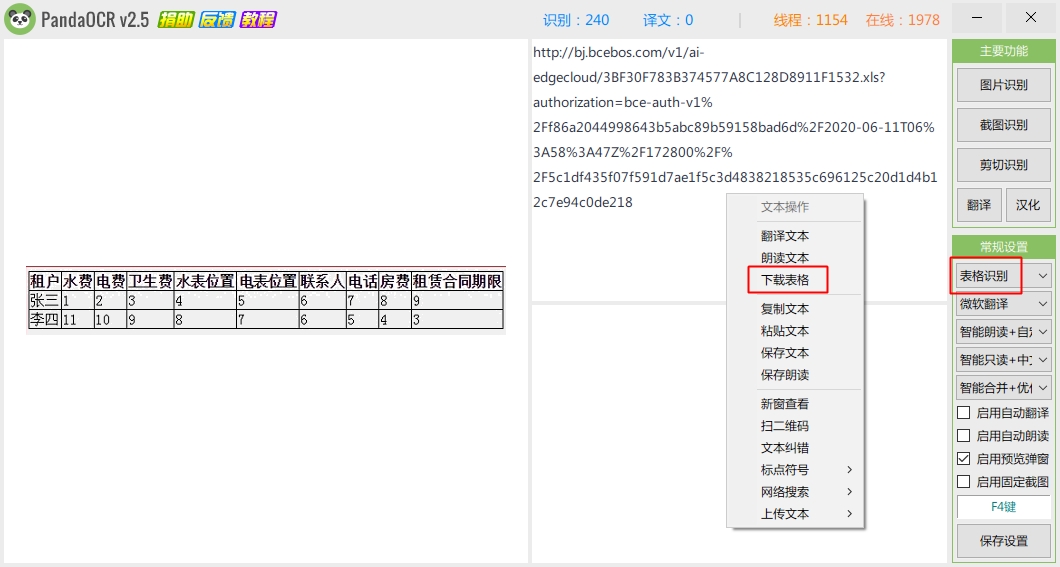 PandaOCR v2.5 捐助 反馈 教程 识别：240 译文：0 | 线程：1154 在线：1978
租户 水费 电费 卫生费 水表位置 电表位置 联系人 电话 房费 租赁合同期限
张三 1 2 3 4 5 6 7 8 9
李四 11 10 9 8 7 6 5 4 3
http://bj.bcebos.com/v1/ai-
edgecloud/3BF30F783B374577A8C128D8911F1532.xls?
authorization=bce-auth-v1%
2Ff86a2044998643b5abc89b59158bad6d%2F2020-06-11T06%
3A58%3A47Z%2F172800%2F%
2F5c1df435f07f591d7ae1f5c3d4838218535c696125c20d1d4b1
2c7e94c0de218
文本操作
翻译文本
朗读文本
下载表格
复制文本
粘贴文本
保存文本
保存朗读
新窗查看
扫二维码
文本纠错
标点符号
网络搜索
上传文本
主要功能
图片识别
截图识别
剪切识别
翻译 汉化
常规设置
表格识别
微软翻译
智能朗读+自定
智能只读+中文
智能合并+优化
启用自动翻译
启用自动朗读
启用预览弹窗
启用固定截图
F4键
保存设置